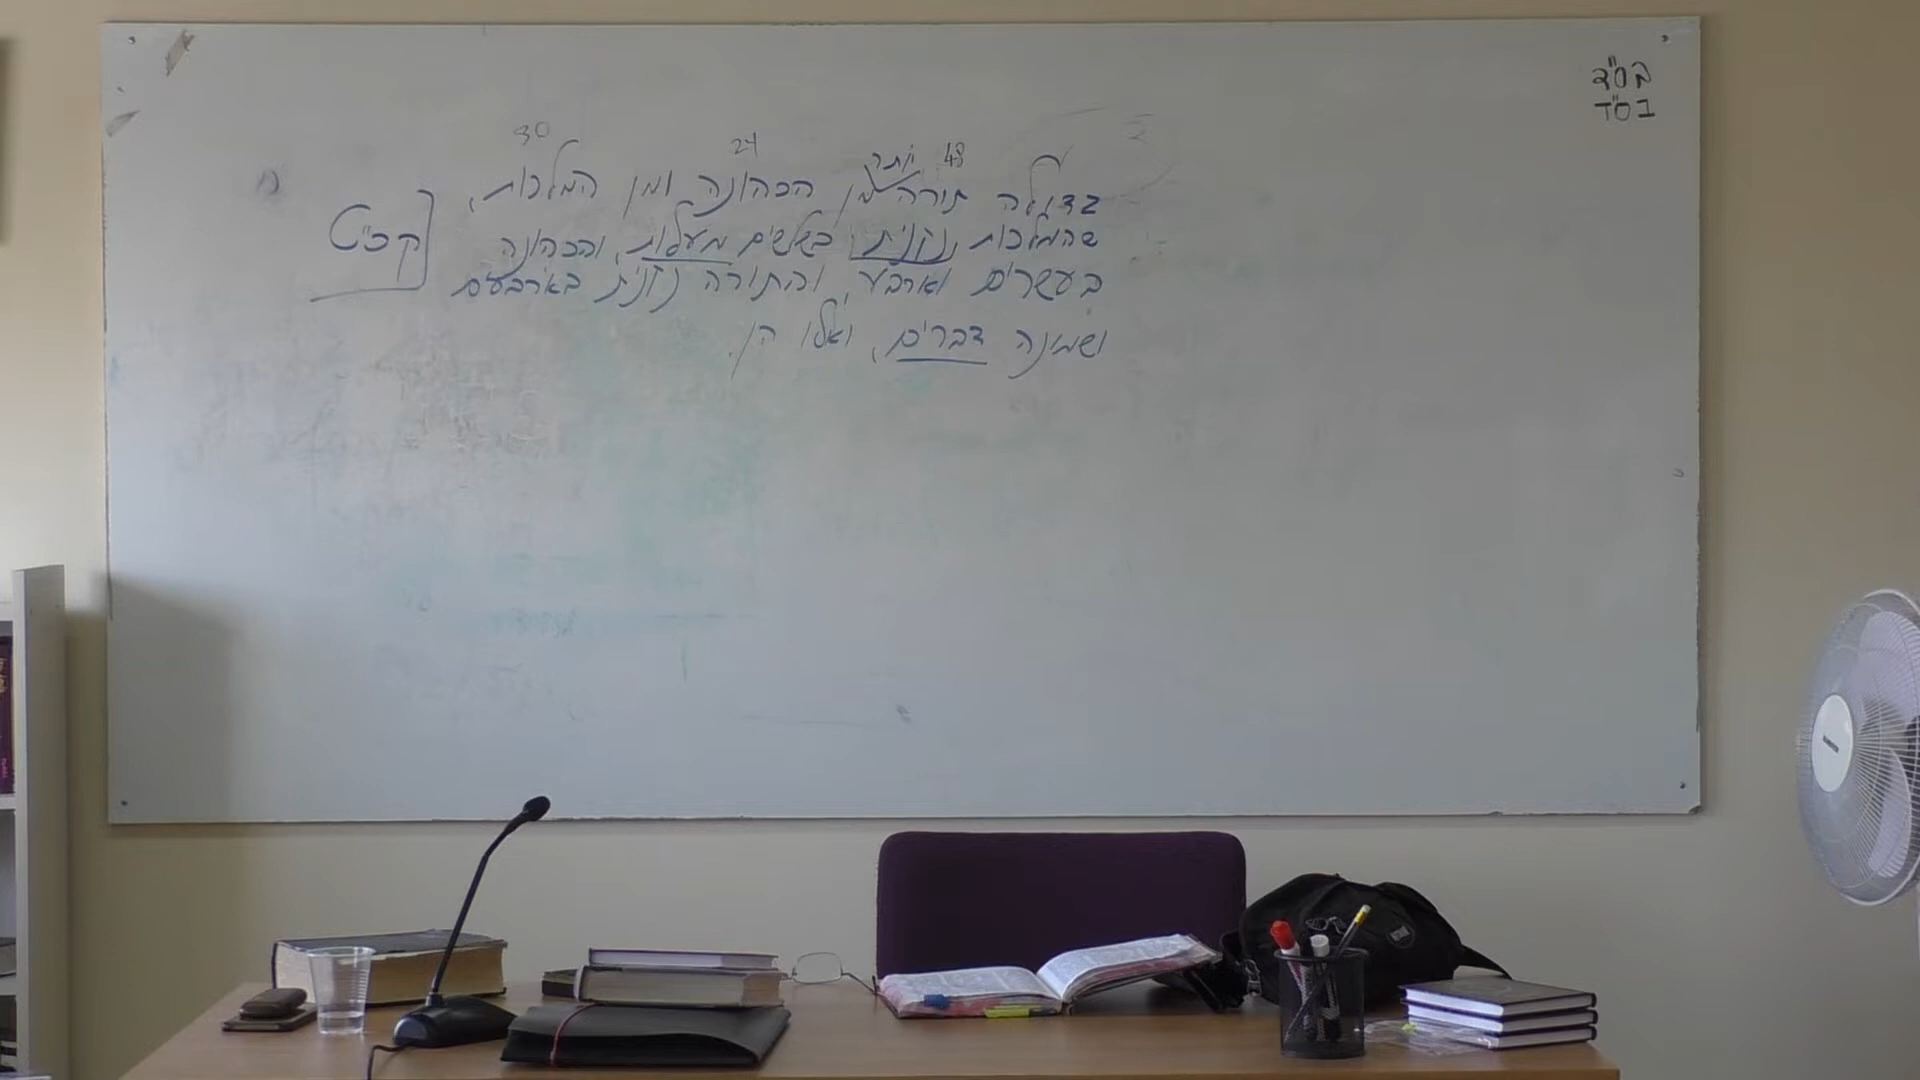 בס"ד
בס"ד
30 24 48
יותר
גדולה תורה מן הכהונה ומן המלכות,
שהמלכות נקנית בשלשים מעלות, והכהונה
בעשרים וארבע, והתורה נקנית בארבעים
ושמונה דברים, ואלו הן.